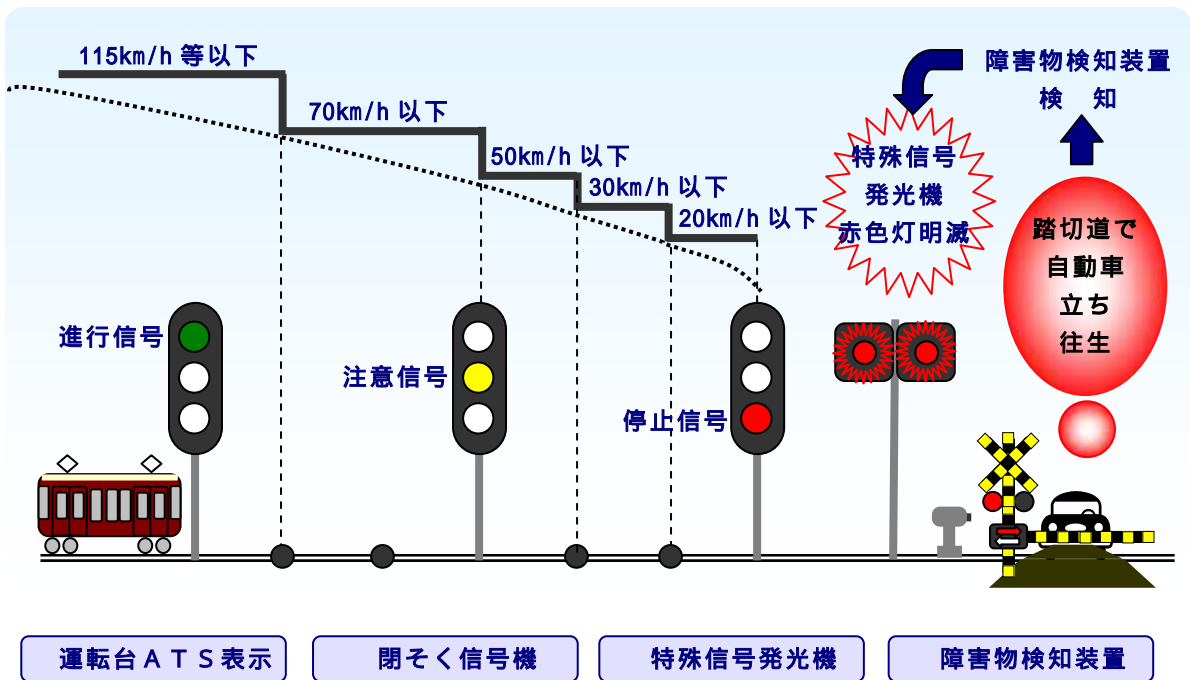 115km/h 等以下
70km/h 以下
50km/h 以下
30km/h 以下
20km/h 以下
障害物検知装置
検 知
特殊信号
発光機
赤色灯明滅
踏切道で
自動車
立ち
往生
進行信号
注意信号
停止信号
運転台ATS表示
閉そく信号機
特殊信号発光機
障害物検知装置